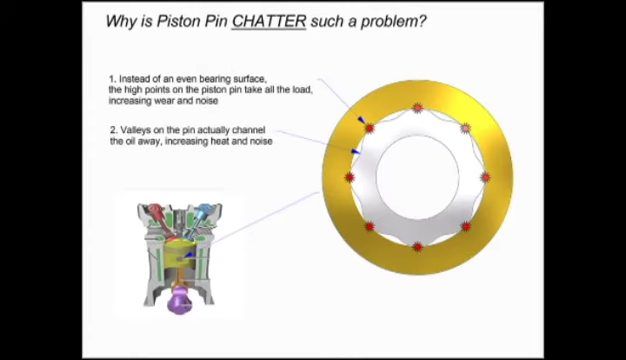 Why is Piston Pin CHATTER such a problem?
1. Instead of an even bearing surface,
the high points on the piston pin take all the load,
increasing wear and noise
2. Valleys on the pin actually channel
the oil away, increasing heat and noise